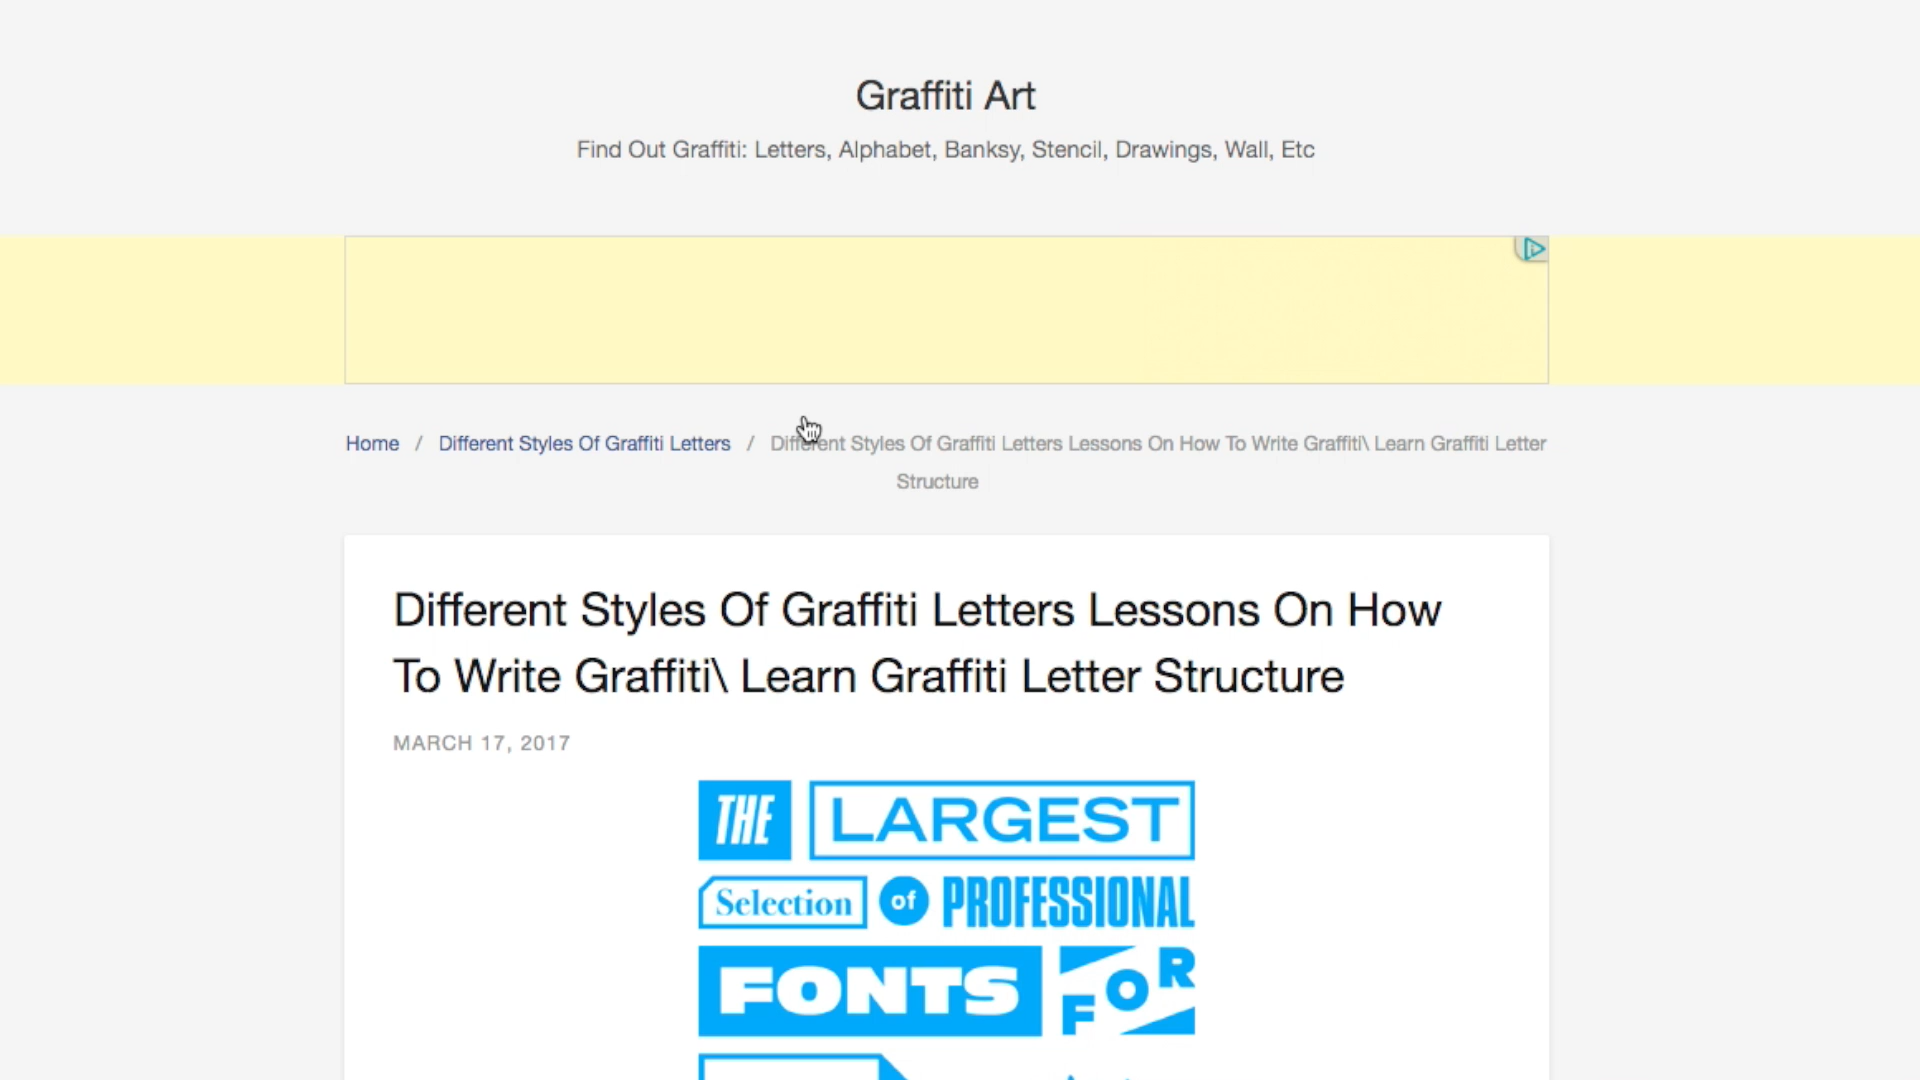 Graffiti Art
Find Out Graffiti: Letters, Alphabet, Banksy, Stencil, Drawings, Wall, Etc
Home / Different Styles Of Graffiti Letters / Different Styles Of Graffiti Letters Lessons On How To Write Graffiti\ Learn Graffiti Letter
Structure
Different Styles Of Graffiti Letters Lessons On How
To Write Graffiti\ Learn Graffiti Letter Structure
MARCH 17, 2017
THE LARGEST
Selection of PROFESSIONAL
FONTS FOR